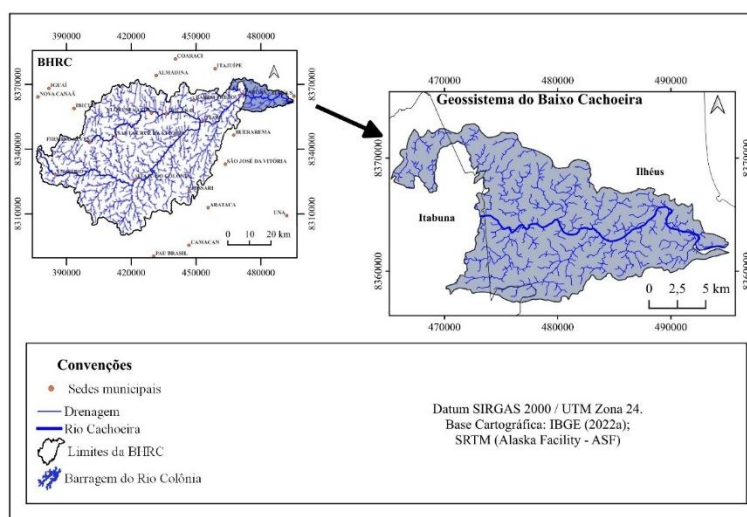 390000 420000 450000 480000
BHRC
COARACI
ITAJUÍPE
ALMADINA
IGUAÍ
NOVA CANAÃ
BUERAREMA
SÃO JOSÉ DA VITÓRIA
ARATACA
UNA
CAMACAN
PAU BRASIL
8370000
8340000
8310000
8370000
8340000
8310000
0 10 20 km
390000 420000 450000 480000
470000 480000 490000
Geossistema do Baixo Cachoeira
Ilhéus
Itabuna
8370000
8360000
8370000
8360000
0 2,5 5 km
470000 480000 490000
Convenções
Sedes municipais
Drenagem
Rio Cachoeira
Limites da BHRC
Barragem do Rio Colônia
Datum SIRGAS 2000 / UTM Zona 24.
Base Cartográfica: IBGE (2022a);
SRTM (Alaska Facility - ASF)